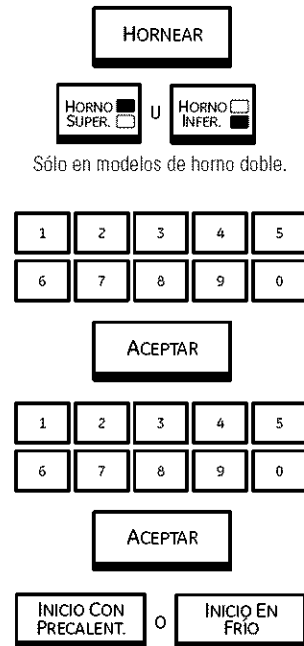 HORNEAR
HORNO SUPER. U HORNO INFER.
Sólo en modelos de horno doble.
1 2 3 4 5
6 7 8 9 0
ACEPTAR
1 2 3 4 5
6 7 8 9 0
ACEPTAR
INICIO CON PRECALENT. O INICIO EN FRÍO